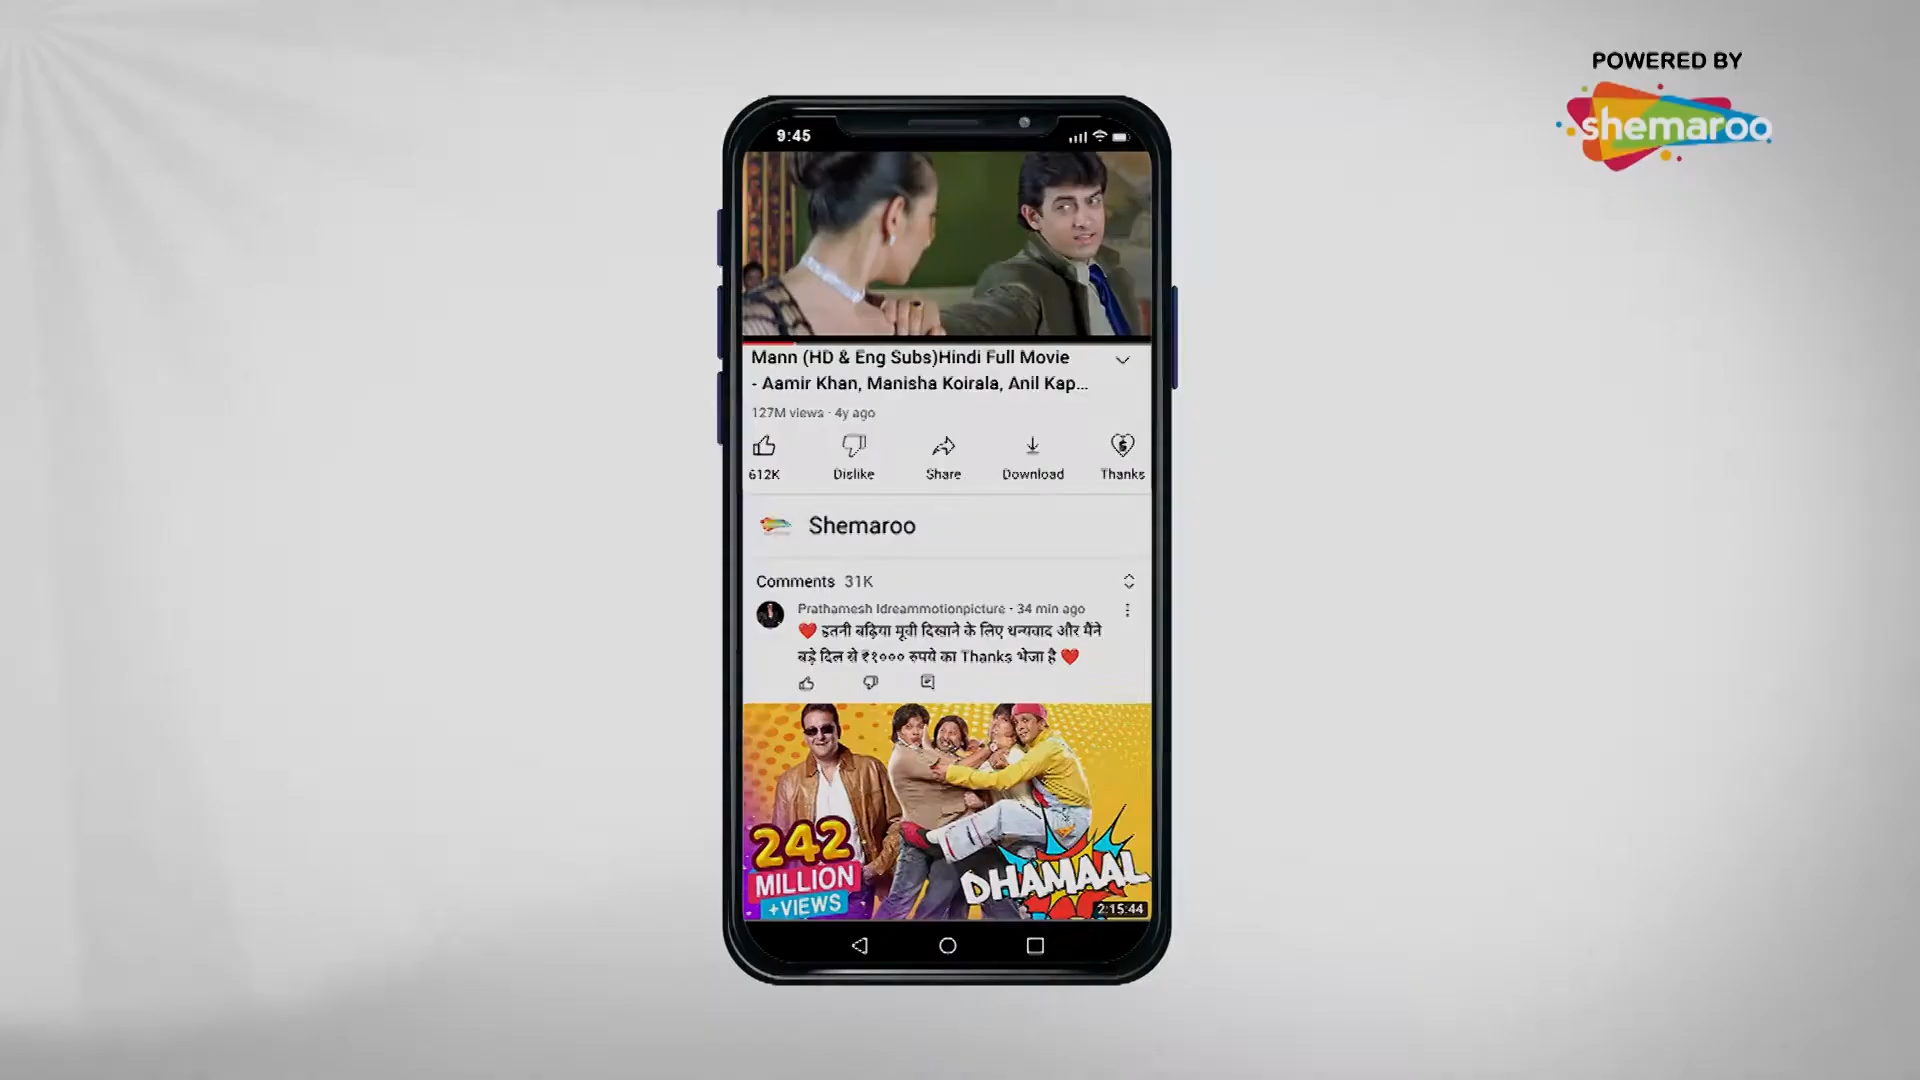 POWERED BY
shemaroo
9:45
Mann (HD & Eng Subs)Hindi Full Movie
- Aamir Khan, Manisha Koirala, Anil Kap...
127M views · 4y ago
612K Dislike Share Download Thanks
Shemaroo
Comments 31K
Prathamesh Idreammotionpicture · 34 min ago
❤️ इतनी बढ़िया मूवी दिखाने के लिए धन्यवाद और मैंने
बड़े दिल से ₹१००० रुपये का Thanks भेजा है ❤️
242
MILLION
+VIEWS
DHAMAAL
2:15:44